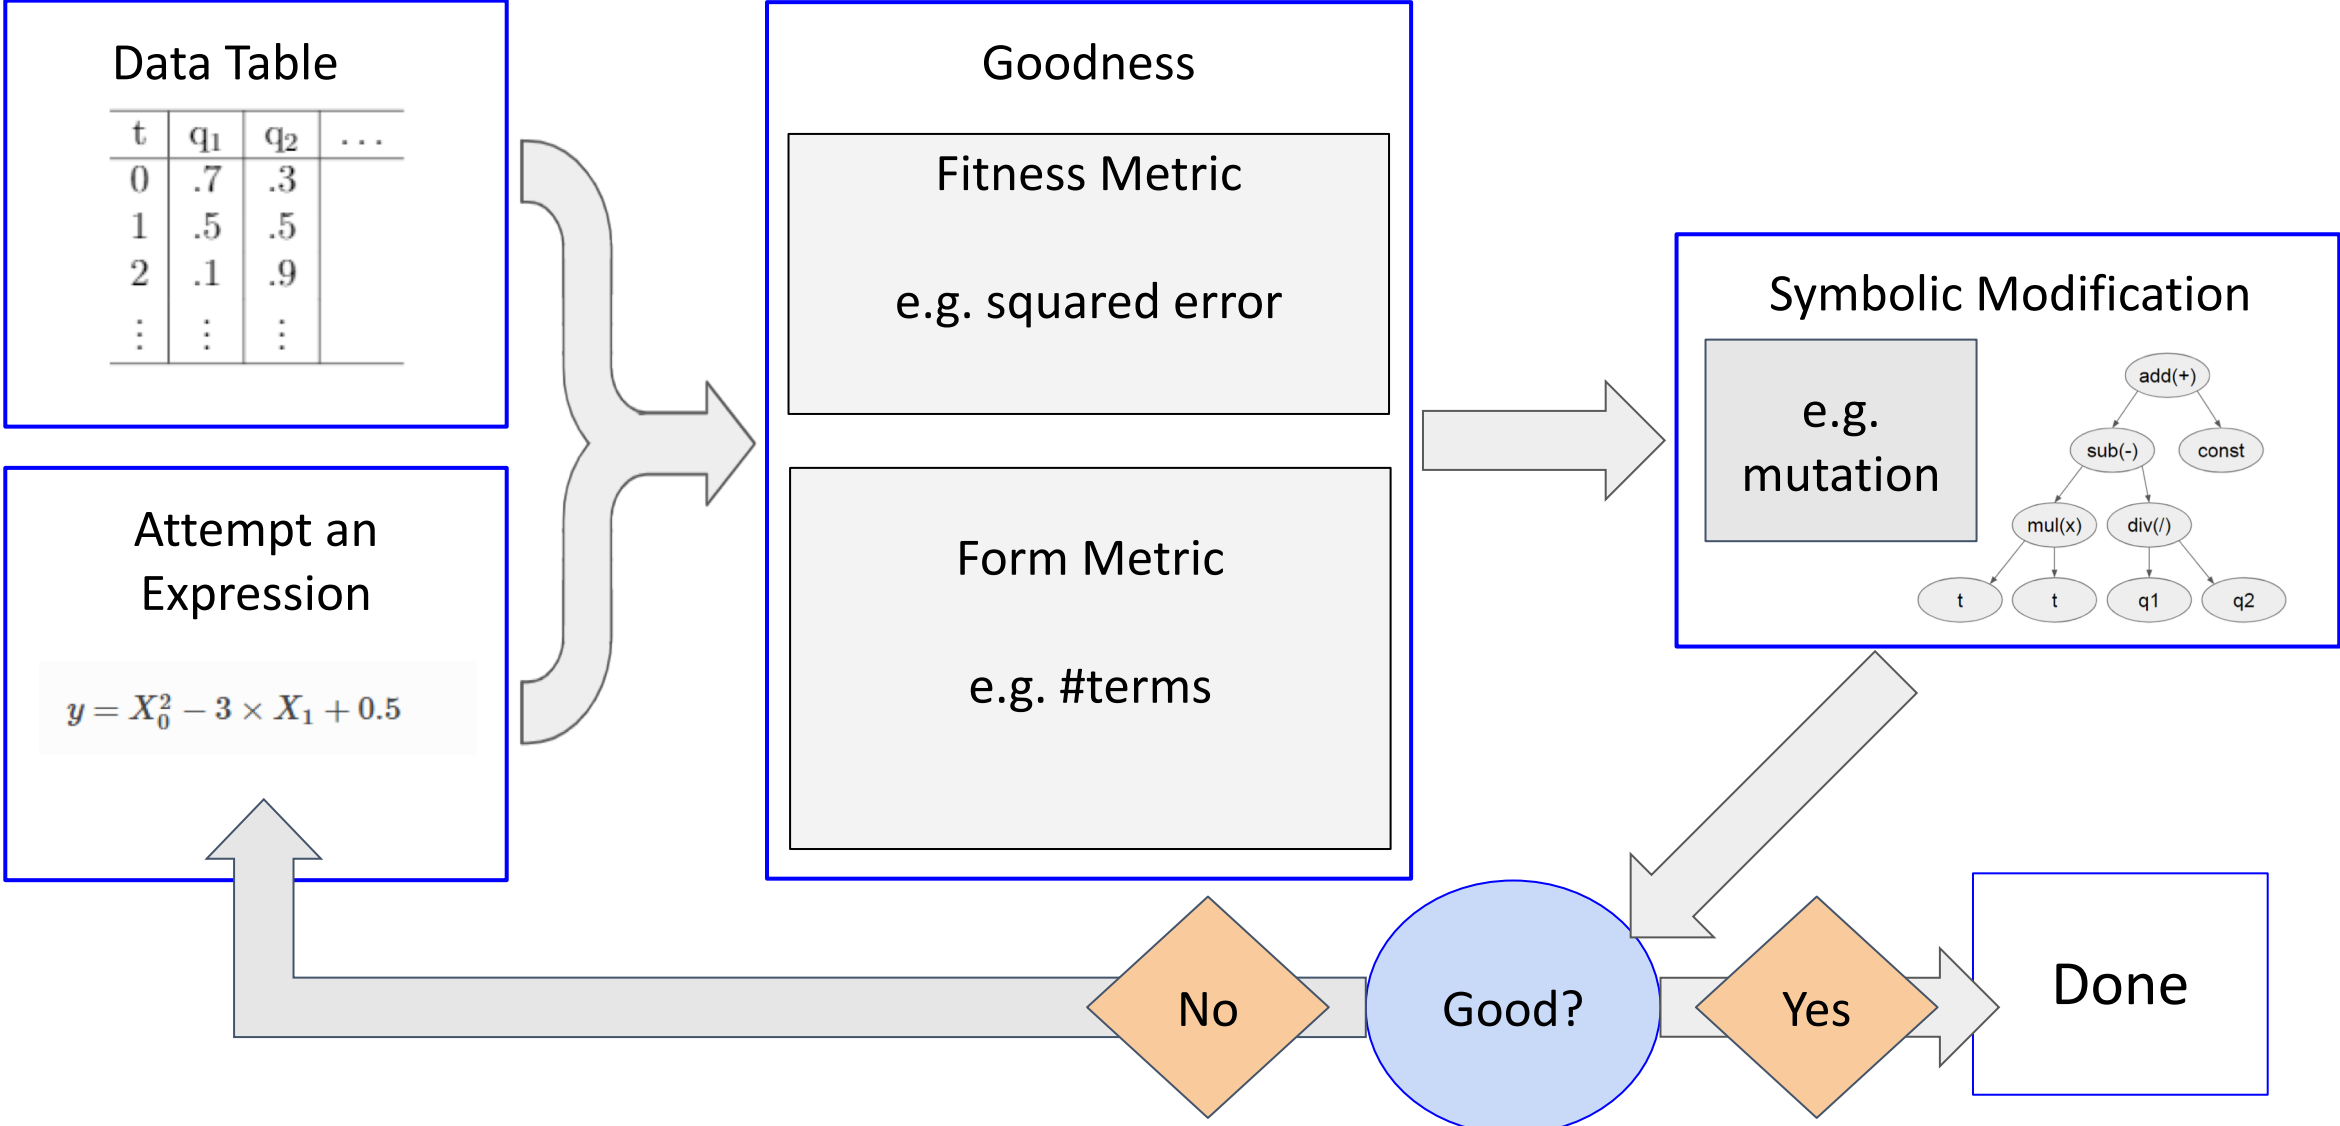 Data Table
t q₁ q₂ ...
0 .7 .3
1 .5 .5
2 .1 .9
⋮ ⋮ ⋮
Attempt an
Expression
y = X₀² − 3 × X₁ + 0.5
Goodness
Fitness Metric
e.g. squared error
Form Metric
e.g. #terms
Symbolic Modification
e.g.
mutation
add(+)
sub(-) const
mul(x) div(/)
t t q1 q2
No
Good?
Yes
Done